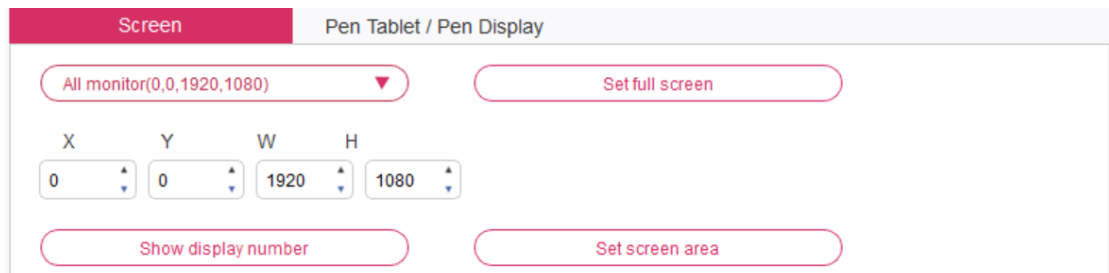 Screen Pen Tablet / Pen Display
All monitor(0,0,1920,1080) Set full screen
X Y W H
0 0 1920 1080
Show display number Set screen area